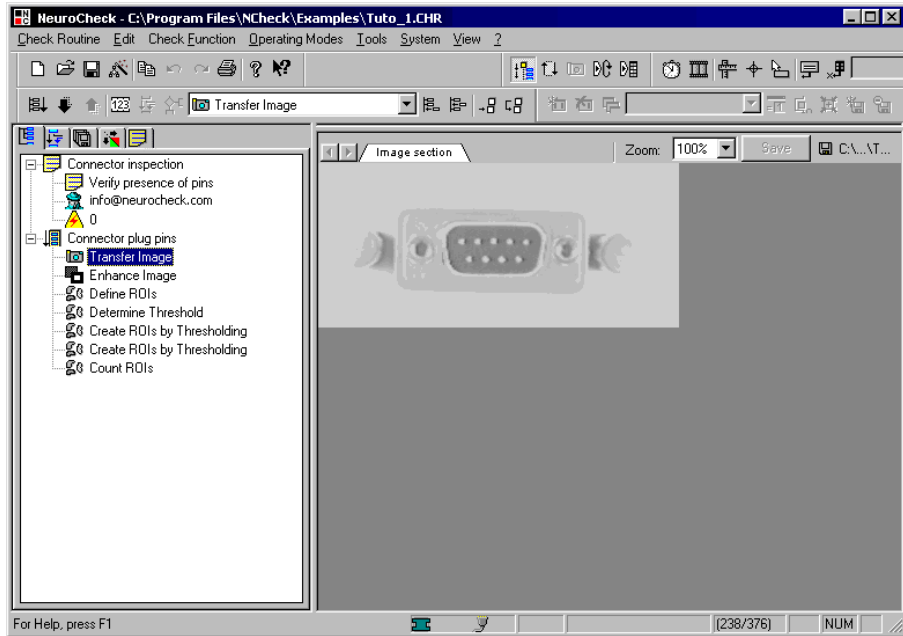 NeuroCheck - C:\Program Files\NCheck\Examples\Tuto_1.CHR
Check Routine Edit Check Function Operating Modes Tools System View ?
123 Transfer Image
Image section Zoom: 100% Save C:\...\T...
Connector inspection
Verify presence of pins
info@neurocheck.com
0
Connector plug pins
Transfer Image
Enhance Image
Define ROIs
Determine Threshold
Create ROIs by Thresholding
Create ROIs by Thresholding
Count ROIs
For Help, press F1 (238/376) NUM